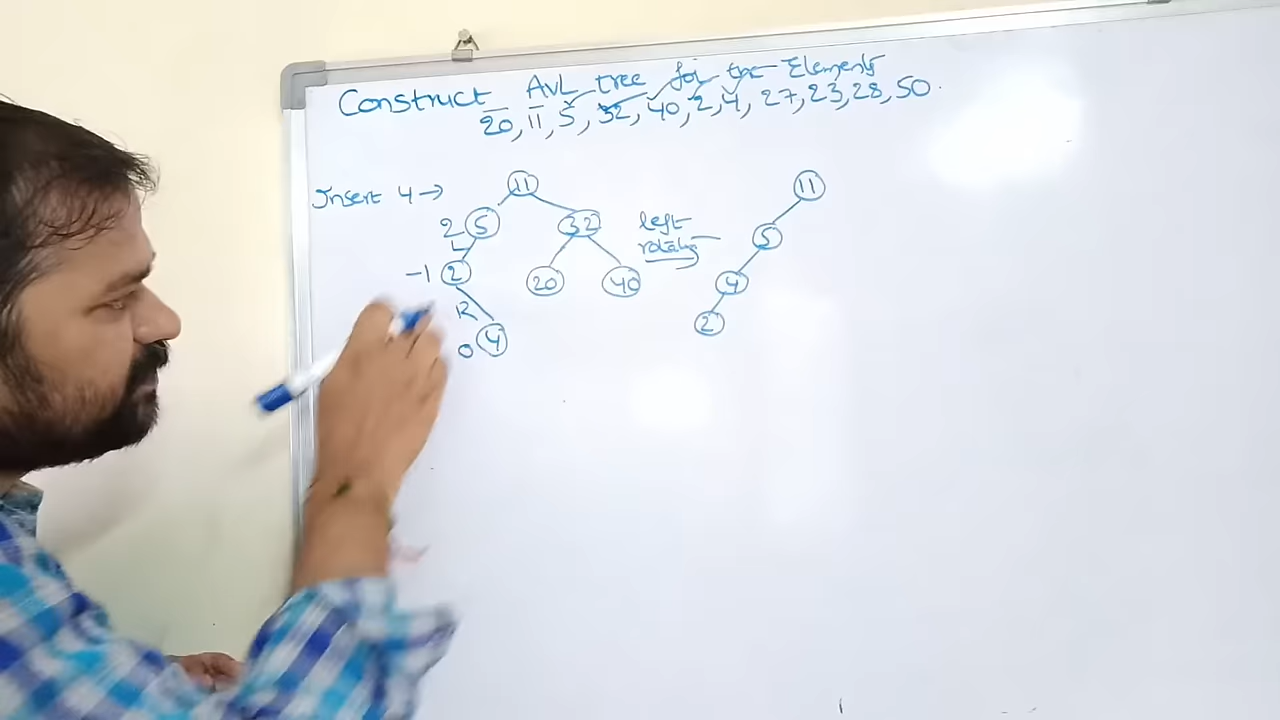 Construct AVL tree for the Elements
20, 11, 5, 32, 40, 2, 4, 27, 23, 28, 50.
Insert 4 →
11
2 5 32
L
-1 2 20 40
R
0 4
left
rotation
11
5
4
2